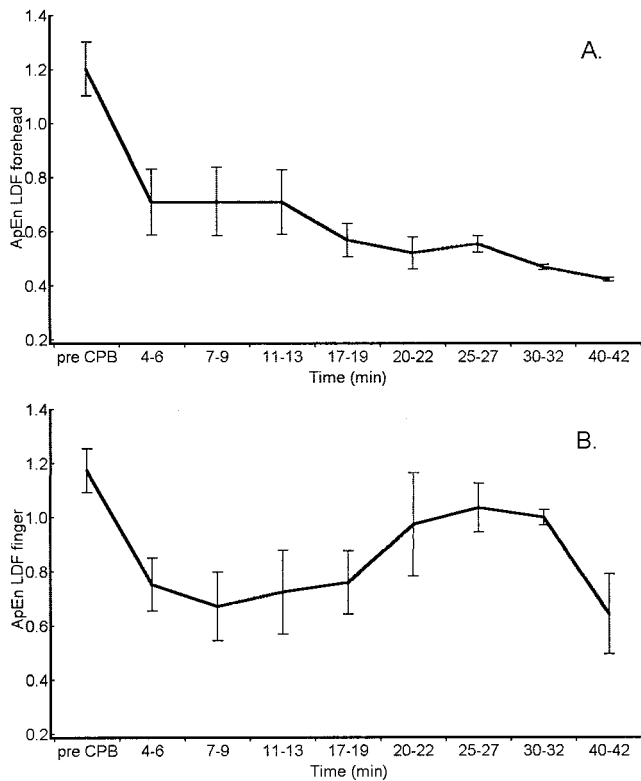 A.
ApEn LDF forehead
1.4
1.2
1.0
0.8
0.6
0.4
0.2
pre CPB 4-6 7-9 11-13 17-19 20-22 25-27 30-32 40-42
Time (min)
B.
ApEn LDF finger
1.4
1.2
1.0
0.8
0.6
0.4
0.2
pre CPB 4-6 7-9 11-13 17-19 20-22 25-27 30-32 40-42
Time (min)